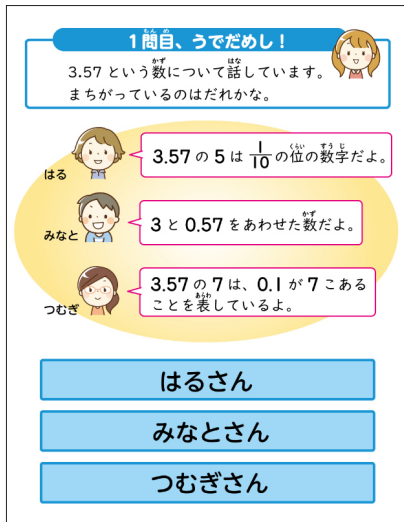 1問目、うでだめし!
3.57という数について話しています。
まちがっているのはだれかな。
3.57の5は1/10の位の数字だよ。
はる
3と0.57をあわせた数だよ。
みなと
3.57の7は、0.1が7こある
ことを表しているよ。
つむぎ
はるさん
みなとさん
つむぎさん